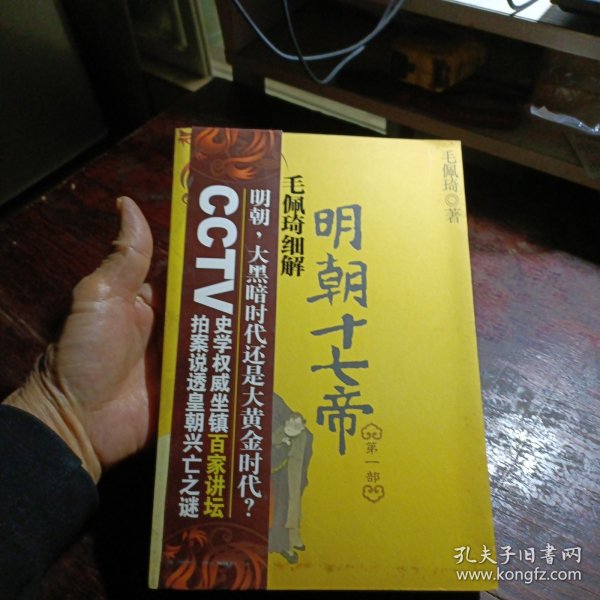 毛佩琦◎著
毛佩琦细解
明朝十七帝
第一部
明朝，大黑暗时代还是大黄金时代？
CCTV
史学权威坐镇百家讲坛
拍案说透皇朝兴亡之谜
孔夫子旧书网
www.kongfz.com